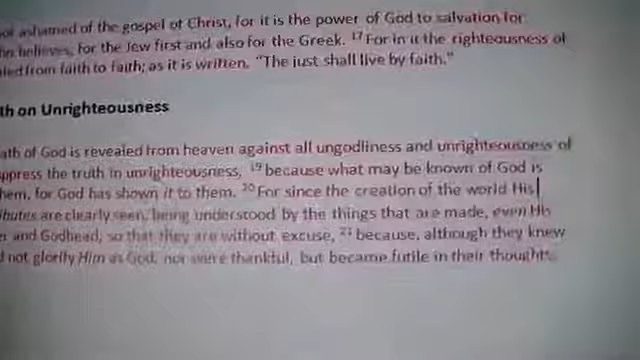 ashamed of the gospel of Christ, for it is the power of God to salvation for
believes, for the Jew first and also for the Greek. 17 For in it the righteousness of
from faith to faith; as it is written, "The just shall live by faith."
th on Unrighteousness
ath of God is revealed from heaven against all ungodliness and unrighteousness of
ppress the truth in unrighteousness, 19 because what may be known of God is
hem, for God has shown it to them. 20 For since the creation of the world His
butes are clearly seen, being understood by the things that are made, even His
r and Godhead, so that they are without excuse, 21 because, although they knew
d not glorify Him as God, nor were thankful, but became futile in their thoughts,